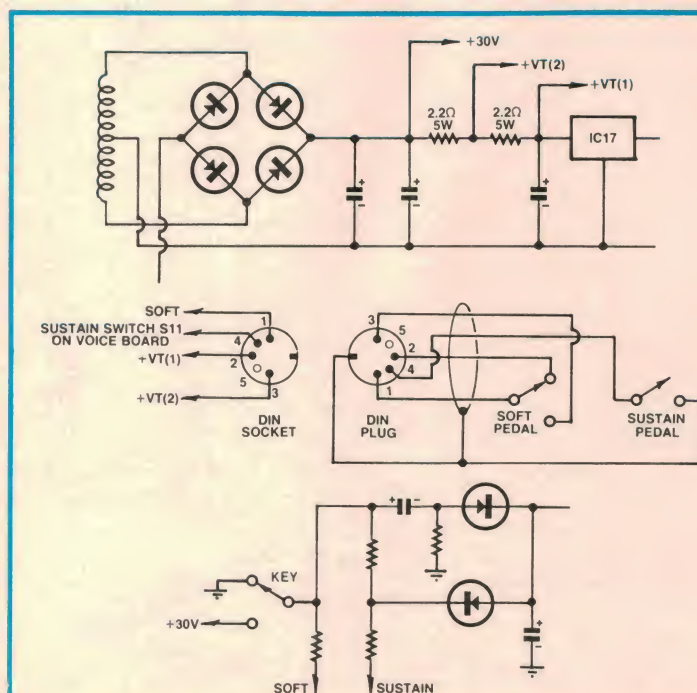 +30V
+VT(2)
+VT(1)
2.2Ω
5W
2.2Ω
5W
IC17
+
-
+
-
+
-
SOFT
SUSTAIN SWITCH S11
ON VOICE BOARD
+VT(1)
+VT(2)
1
4
2
5
3
DIN
SOCKET
3
5
2
4
1
DIN
PLUG
SOFT
PEDAL
SUSTAIN
PEDAL
+ -
KEY
+30V
+
-
SOFT
SUSTAIN